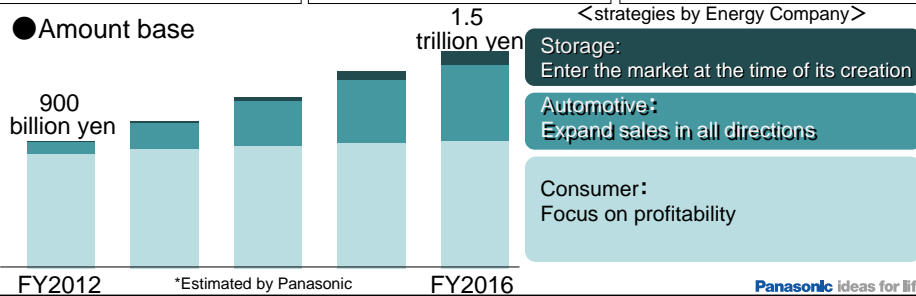 ●Amount base
1.5
trillion yen
900
billion yen
FY2012
*Estimated by Panasonic
FY2016
<strategies by Energy Company>
Storage:
Enter the market at the time of its creation
Automotive:
Expand sales in all directions
Consumer:
Focus on profitability
Panasonic ideas for lif